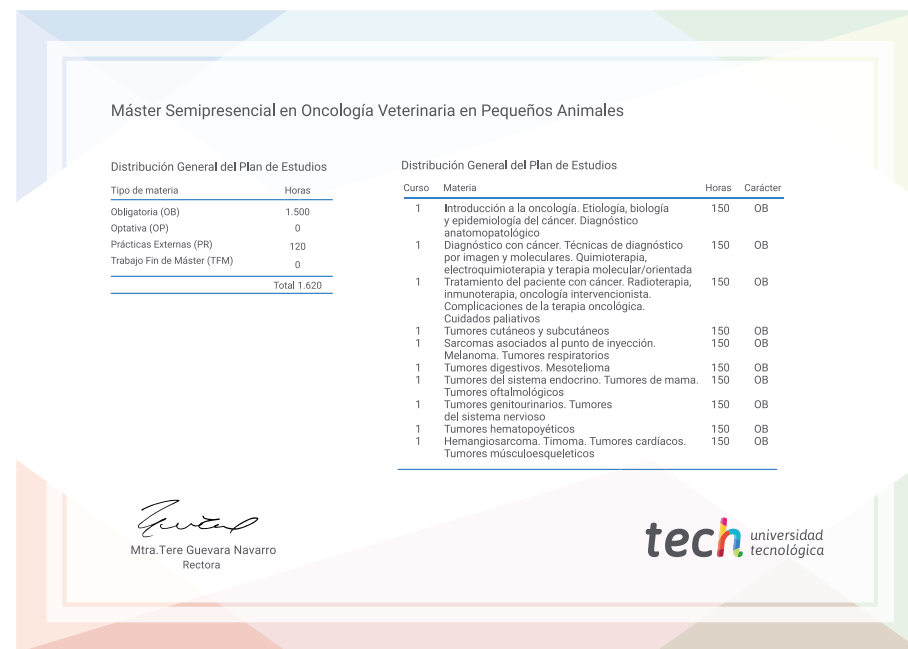 Máster Semipresencial en Oncología Veterinaria en Pequeños Animales
Distribución General del Plan de Estudios
Tipo de materia Horas
Obligatoria (OB) 1.500
Optativa (OP) 0
Prácticas Externas (PR) 120
Trabajo Fin de Máster (TFM) 0
Total 1.620
Distribución General del Plan de Estudios
Curso Materia Horas Carácter
1 Introducción a la oncología. Etiología, biología 150 OB
y epidemiología del cáncer. Diagnóstico
anatomopatológico
1 Diagnóstico con cáncer. Técnicas de diagnóstico 150 OB
por imagen y moleculares. Quimioterapia,
electroquimioterapia y terapia molecular/orientada
1 Tratamiento del paciente con cáncer. Radioterapia, 150 OB
inmunoterapia, oncología intervencionista.
Complicaciones de la terapia oncológica.
Cuidados paliativos
1 Tumores cutáneos y subcutáneos 150 OB
1 Sarcomas asociados al punto de inyección. 150 OB
Melanoma. Tumores respiratorios
1 Tumores digestivos. Mesotelioma 150 OB
1 Tumores del sistema endocrino. Tumores de mama. 150 OB
Tumores oftalmológicos
1 Tumores genitourinarios. Tumores 150 OB
del sistema nervioso
1 Tumores hematopoyéticos 150 OB
1 Hemangiosarcoma. Timoma. Tumores cardíacos. 150 OB
Tumores músculoesqueleticos
Mtra.Tere Guevara Navarro
Rectora
tech universidad
tecnológica